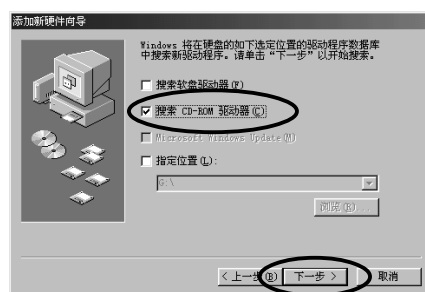 添加新硬件向导
Windows 将在硬盘的如下选定位置的驱动程序数据库
中搜索新驱动程序。请单击“下一步”以开始搜索。
搜索软盘驱动器(F)
搜索 CD-ROM 驱动器(C)
Microsoft Windows Update(M)
指定位置(L):
G:\
浏览(R)...
< 上一步(B)
下一步 >
取消